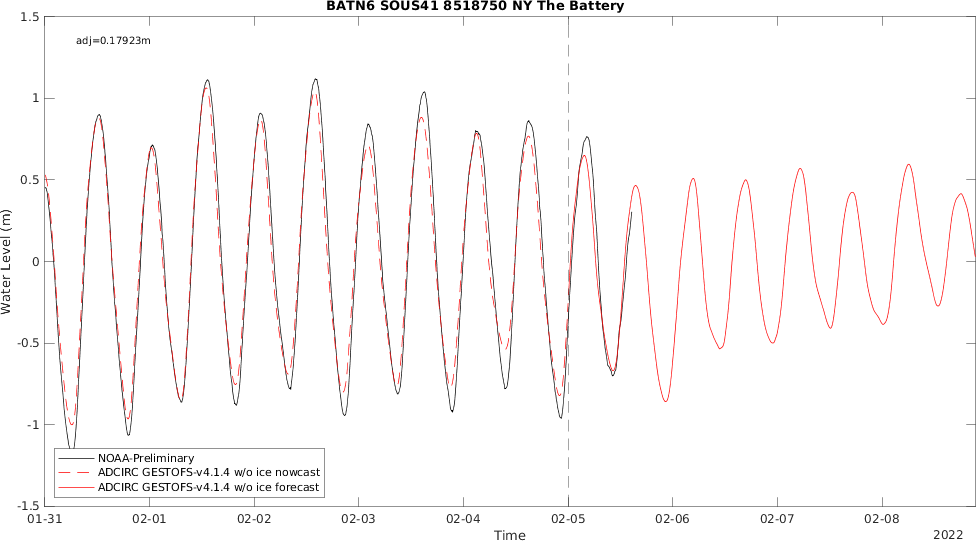 BATN6 SOUS41 8518750 NY The Battery
1.5
adj=0.17923m
1
0.5
0
-0.5
-1
-1.5
Water Level (m)
NOAA-Preliminary
ADCIRC GESTOFS-v4.1.4 w/o ice nowcast
ADCIRC GESTOFS-v4.1.4 w/o ice forecast
01-31 02-01 02-02 02-03 02-04 02-05 02-06 02-07 02-08
Time
2022